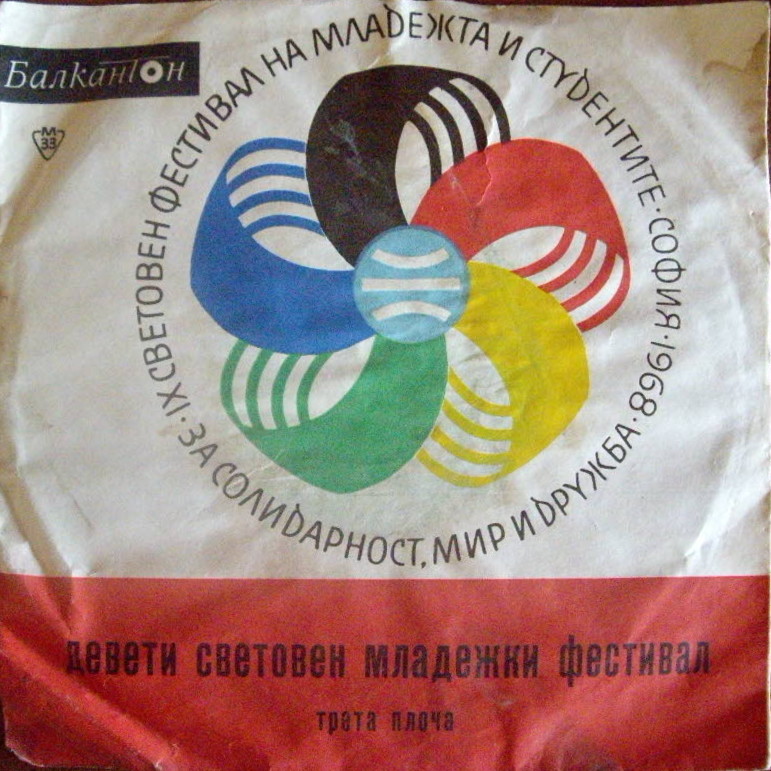 Балкантон
М
33
IX СВЕТОВЕН ФЕСТИВАЛ НА МЛАДЕЖТА И СТУДЕНТИТЕ · СОФИЯ 1968 · ЗА СОЛИДАРНОСТ, МИР И ДРУЖБА ·
девети световен младежки фестивал
трета плоча